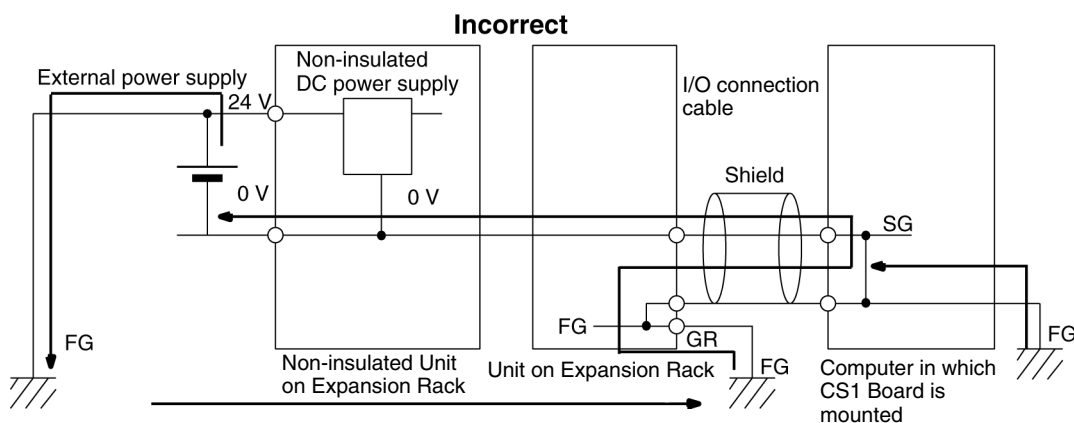 Incorrect
Non-insulated
DC power supply
External power supply
24 V
I/O connection
cable
Shield
0 V
0 V
SG
FG
FG
GR
FG
FG
Non-insulated Unit
on Expansion Rack
Unit on Expansion Rack
Computer in which
CS1 Board is
mounted